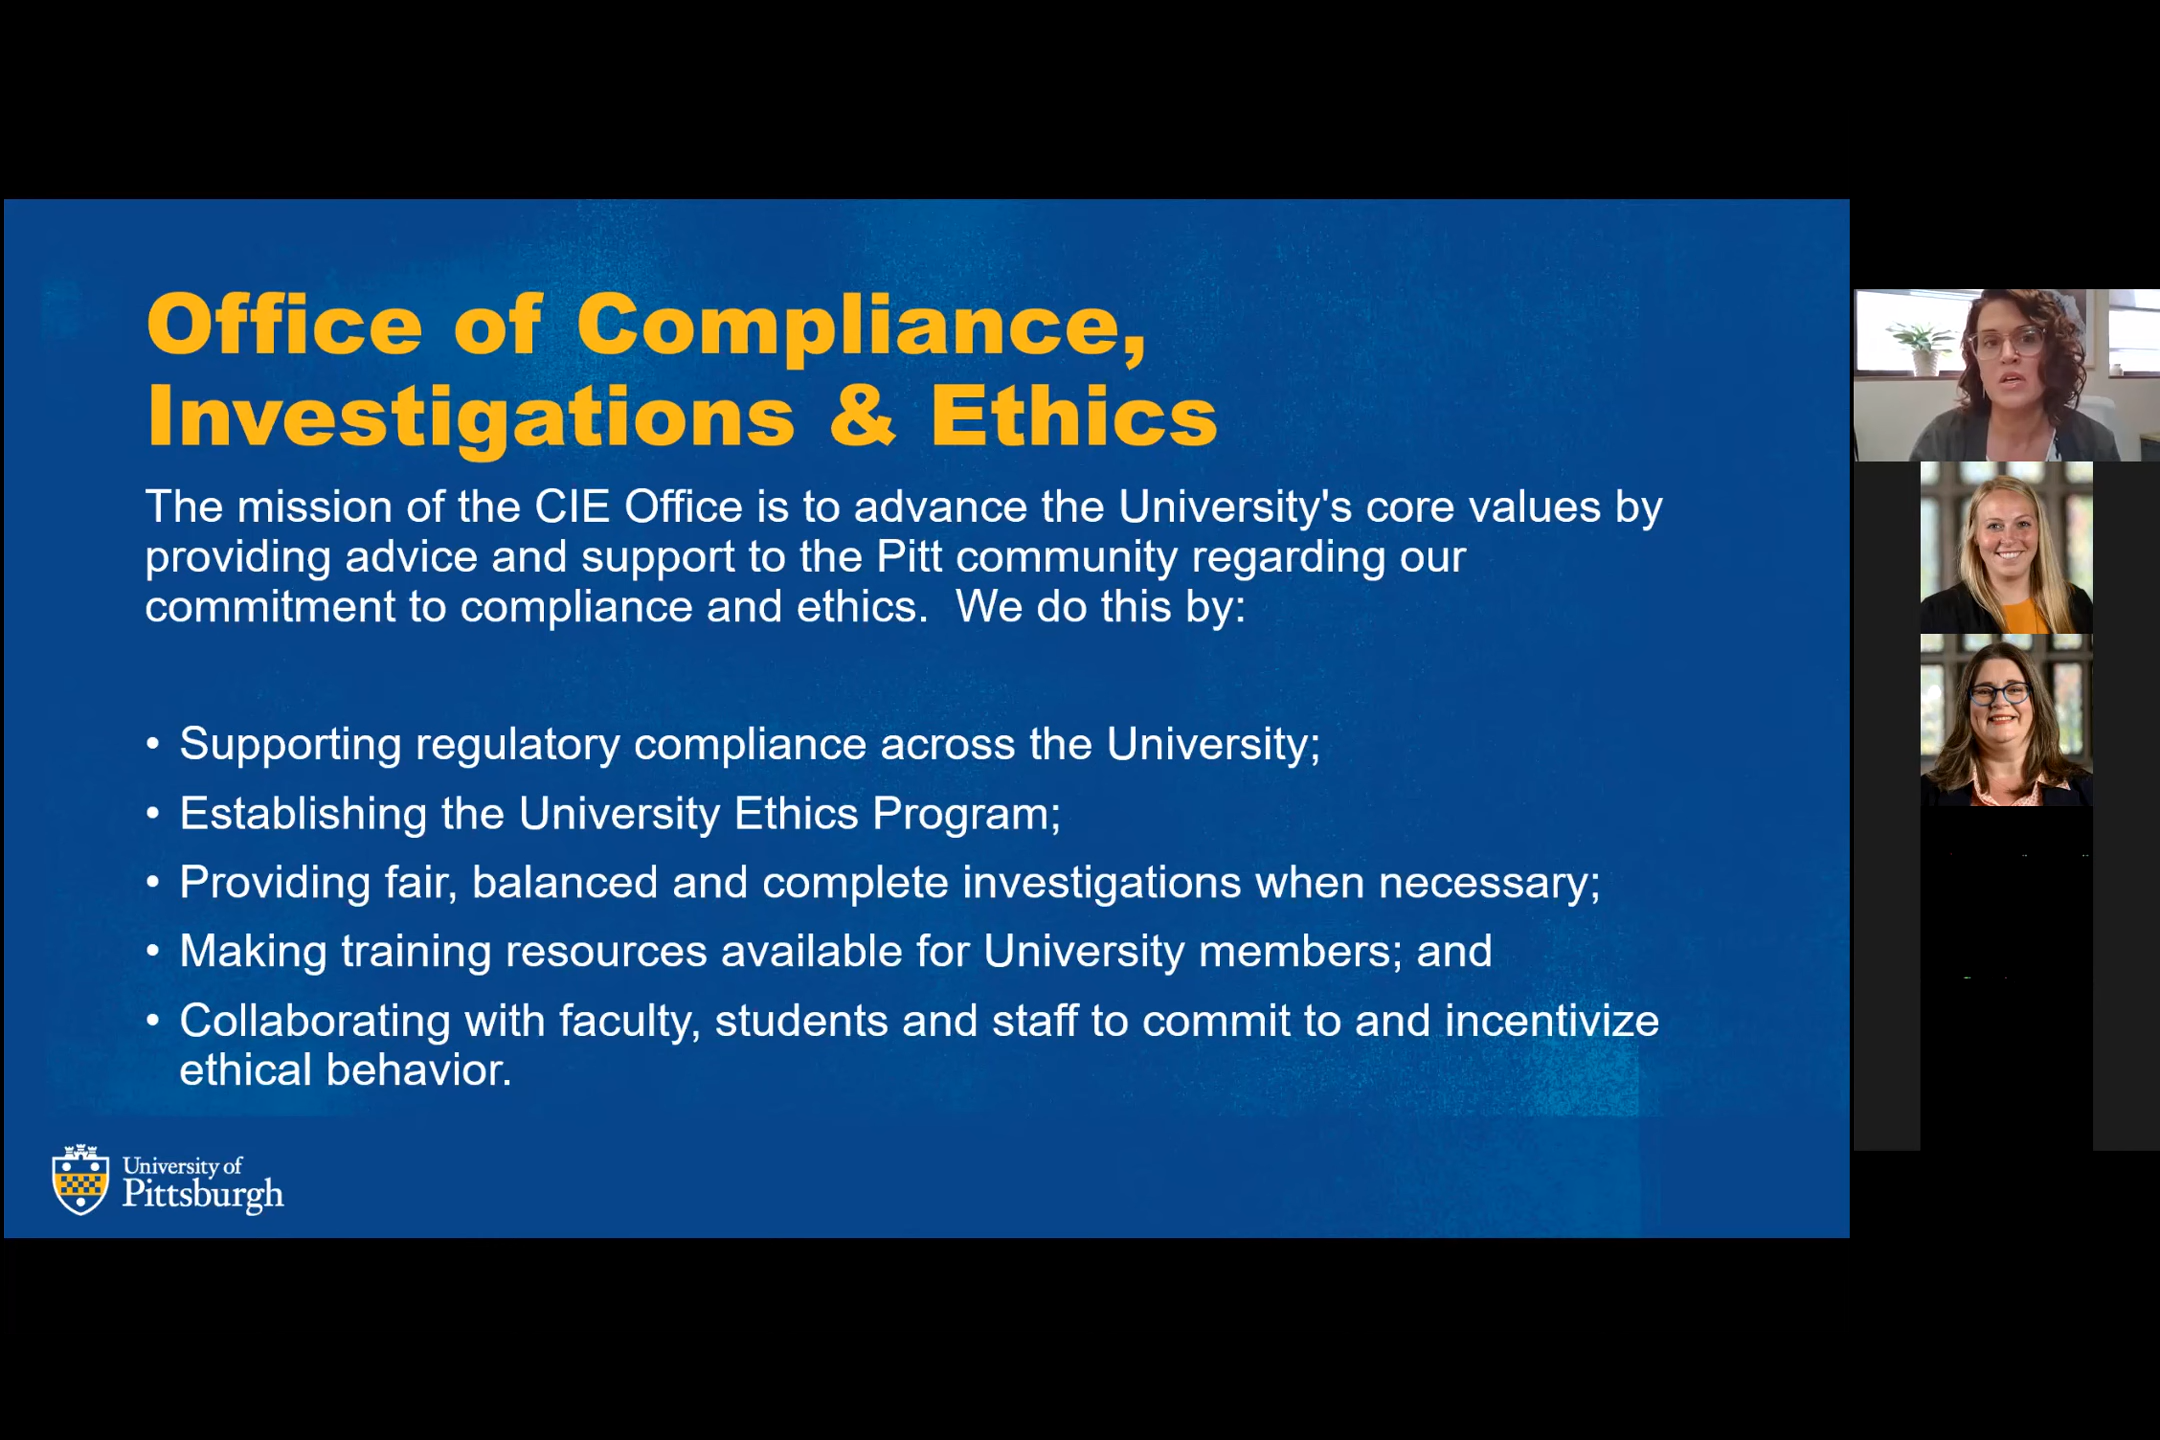 Office of Compliance,
Investigations & Ethics
The mission of the CIE Office is to advance the University's core values by
providing advice and support to the Pitt community regarding our
commitment to compliance and ethics.  We do this by:
• Supporting regulatory compliance across the University;
• Establishing the University Ethics Program;
• Providing fair, balanced and complete investigations when necessary;
• Making training resources available for University members; and
• Collaborating with faculty, students and staff to commit to and incentivize
ethical behavior.
University of
Pittsburgh